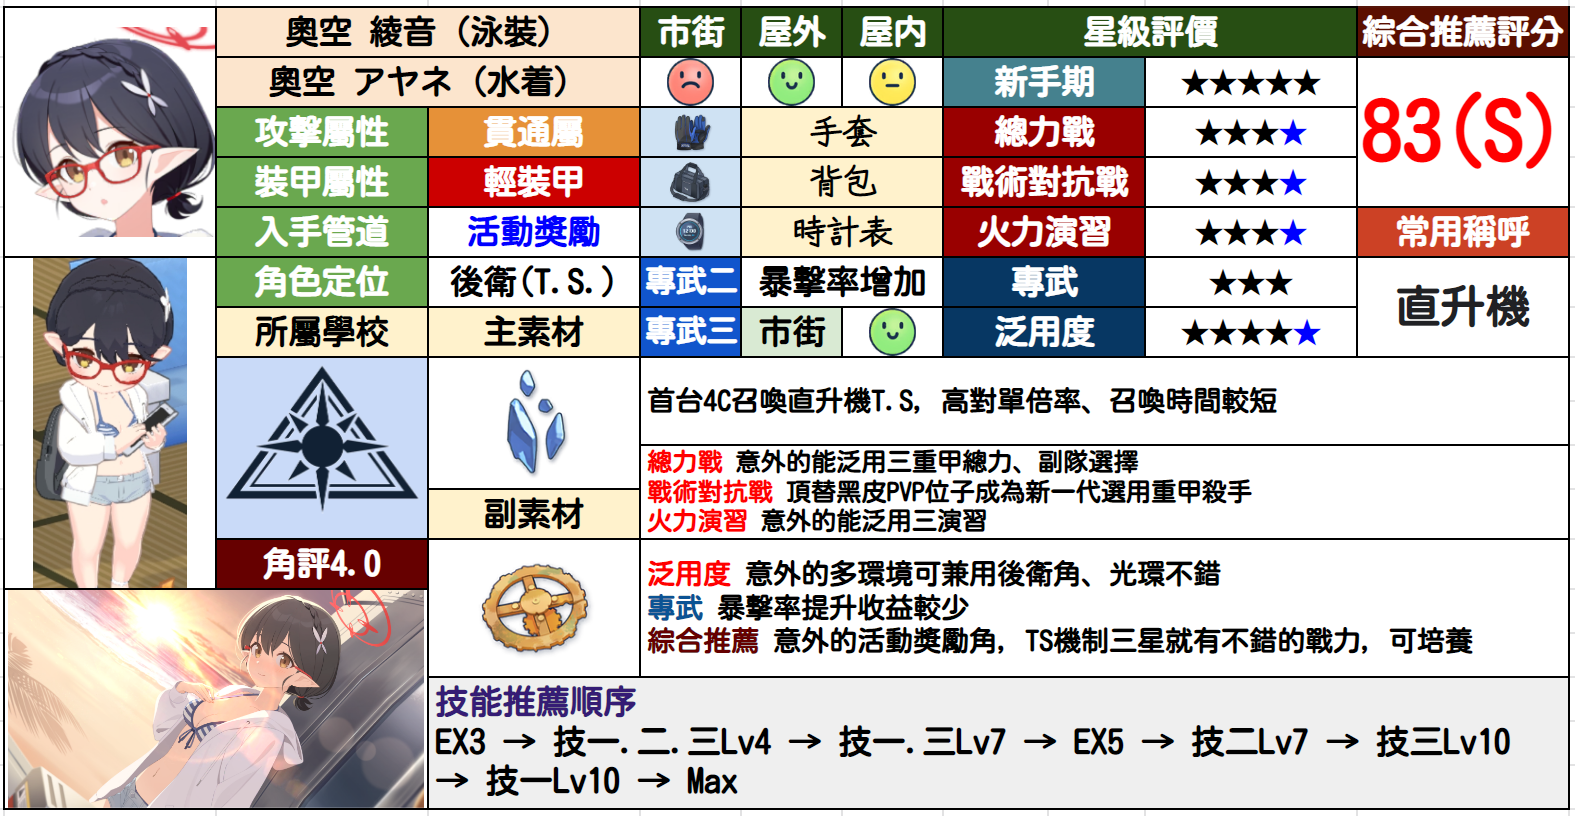 奧空 綾音（泳裝）
市街
屋外
屋内
星級評價
綜合推薦評分
奧空 アヤネ（水着）
新手期
★★★★★
83(S)
攻擊屬性
貫通屬
手套
總力戰
★★★★
裝甲屬性
輕裝甲
背包
戰術對抗戰
★★★★
入手管道
活動獎勵
時計表
火力演習
★★★★
常用稱呼
角色定位
後衛(T.S.)
專武二
暴擊率增加
專武
★★★
直升機
所屬學校
主素材
專武三
市街
泛用度
★★★★★
首台4C召喚直升機T.S, 高對單倍率、召喚時間較短
總力戰 意外的能泛用三重甲總力、副隊選擇
戰術對抗戰 頂替黑皮PVP位子成為新一代選用重甲殺手
火力演習 意外的能泛用三演習
副素材
角評4.0
泛用度 意外的多環境可兼用後衛角、光環不錯
專武 暴擊率提升收益較少
綜合推薦 意外的活動獎勵角, TS機制三星就有不錯的戰力, 可培養
技能推薦順序
EX3 → 技一.二.三Lv4 → 技一.三Lv7 → EX5 → 技二Lv7 → 技三Lv10
→ 技一Lv10 → Max